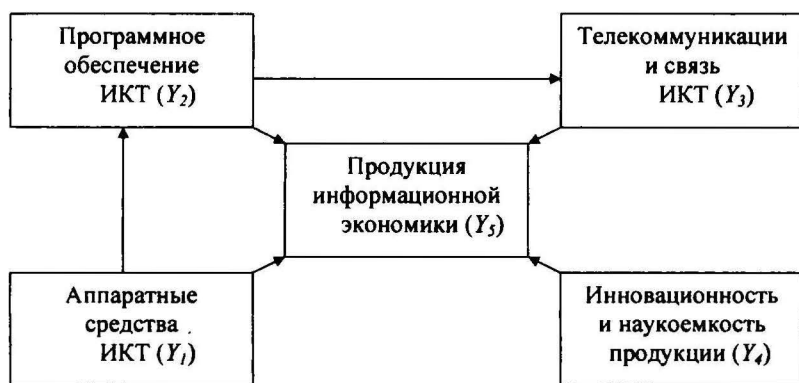 Программное
обеспечение
ИКТ (Y₂)
Телекоммуникации
и связь
ИКТ (Y₃)
Продукция
информационной
экономики (Y₅)
Аппаратные
средства
ИКТ (Y₁)
Инновационность
и наукоемкость
продукции (Y₄)